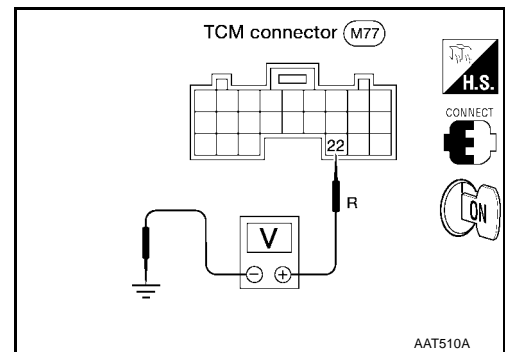 TCM connector M77
H.S.
CONNECT
22
R
ON
V
− +
AAT510A